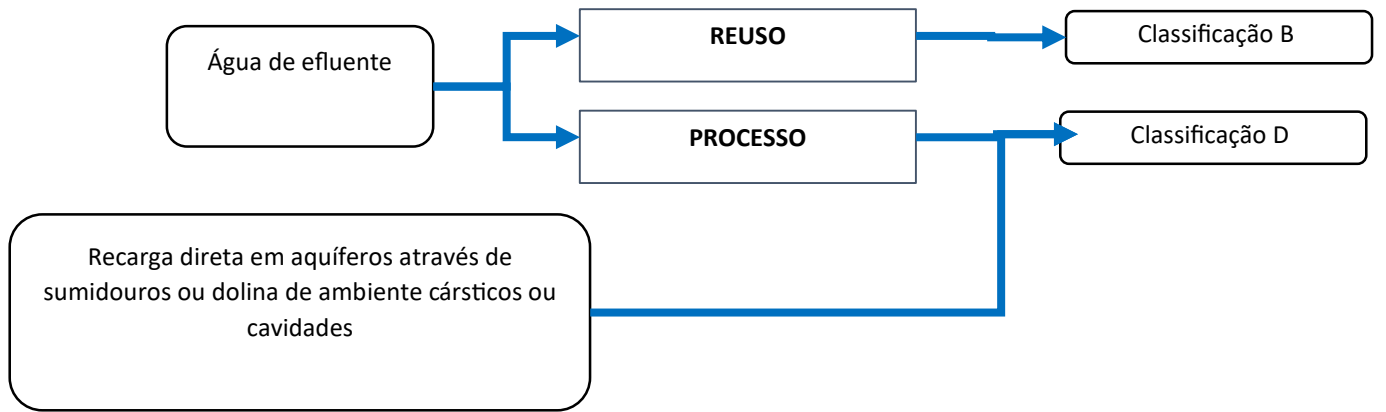 REUSO
Classificação B
Água de efluente
PROCESSO
Classificação D
Recarga direta em aquíferos através de
sumidouros ou dolina de ambiente cársticos ou
cavidades